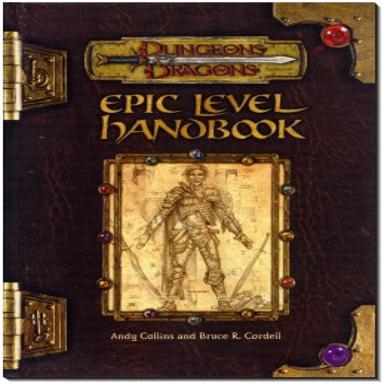 DUNGEONS
DRAGONS
EPIC LEVEL
HANDBOOK
Andy Collins and Bruce R. Cordell